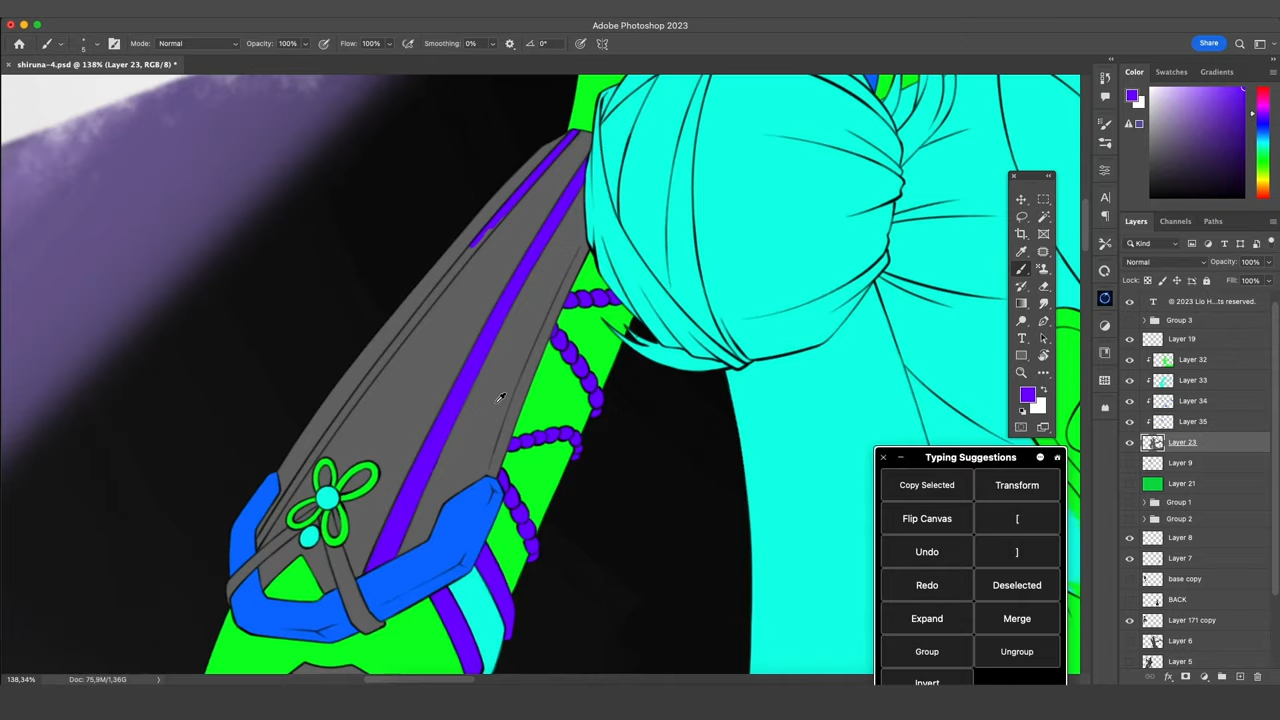 Adobe Photoshop 2023
Mode: Normal Opacity: 100% Flow: 100% Smoothing: 0% 0° Share
5
× shiruna-4.psd @ 138% (Layer 23, RGB/8) *
Color Swatches Gradients
Layers Channels Paths
Kind
Normal Opacity: 100%
Lock: Fill: 100%
T © 2023 Lio H...ts reserved.
Group 3
Layer 19
Layer 32
Layer 33
Layer 34
Layer 35
Layer 23
Layer 9
Layer 21
Group 1
Group 2
Layer 8
Layer 7
base copy
BACK
Layer 171 copy
Layer 6
Layer 5
Typing Suggestions
Copy Selected Transform
Flip Canvas [
Undo ]
Redo Deselected
Expand Merge
Group Ungroup
Invert
138,34% Doc: 75,9M/1,36G